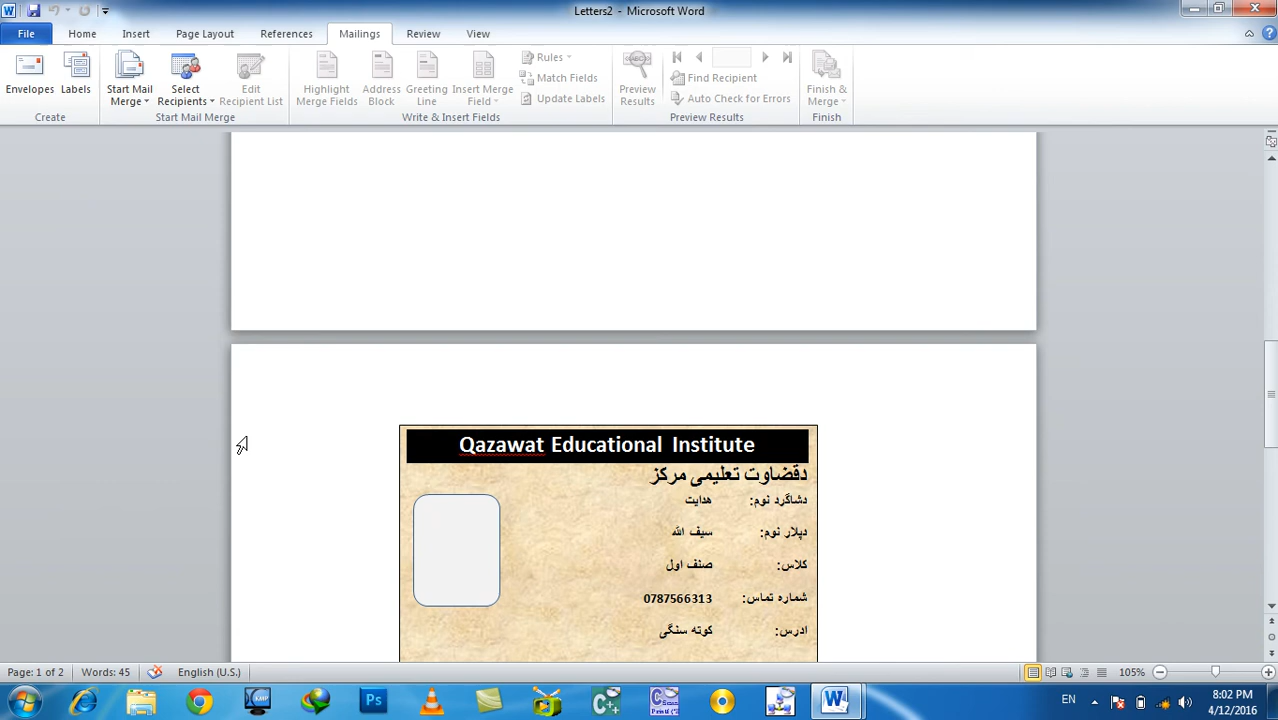 Letters2 - Microsoft Word
File Home Insert Page Layout References Mailings Review View
Envelopes Labels
Create
Start Mail Merge Select Recipients Edit Recipient List
Start Mail Merge
Highlight Merge Fields Address Block Greeting Line Insert Merge Field
Rules
Match Fields
Update Labels
Write & Insert Fields
Preview Results
Find Recipient
Auto Check for Errors
Preview Results
Finish & Merge
Finish
Qazawat Educational Institute
دقضاوت تعلیمی مرکز
دشاگرد نوم: هدایت
دپلار نوم: سیف الله
کلاس: صنف اول
شماره تماس: 0787566313
ادرس: کوته سنگی
Page: 1 of 2 Words: 45 English (U.S.) 105%
EN 8:02 PM
4/12/2016